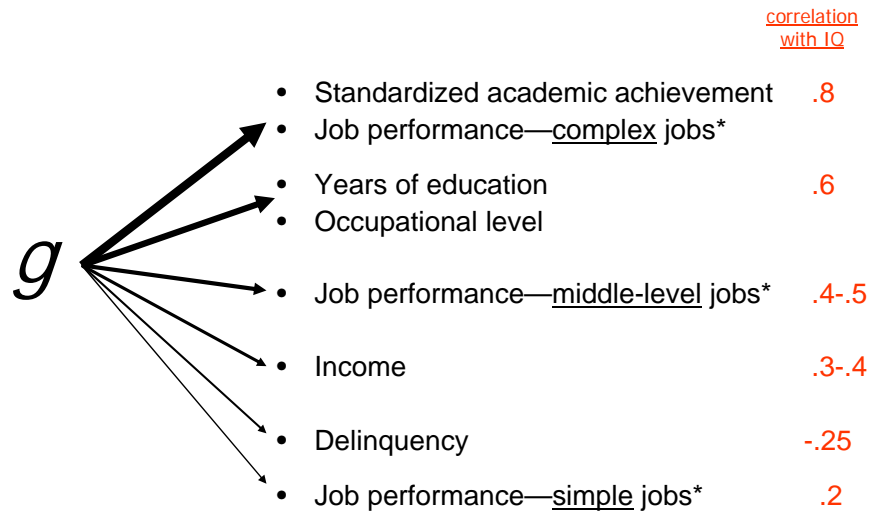 correlation
with IQ
• Standardized academic achievement .8
• Job performance—complex jobs*
• Years of education .6
• Occupational level
g
• Job performance—middle-level jobs* .4-.5
• Income .3-.4
• Delinquency -.25
• Job performance—simple jobs* .2